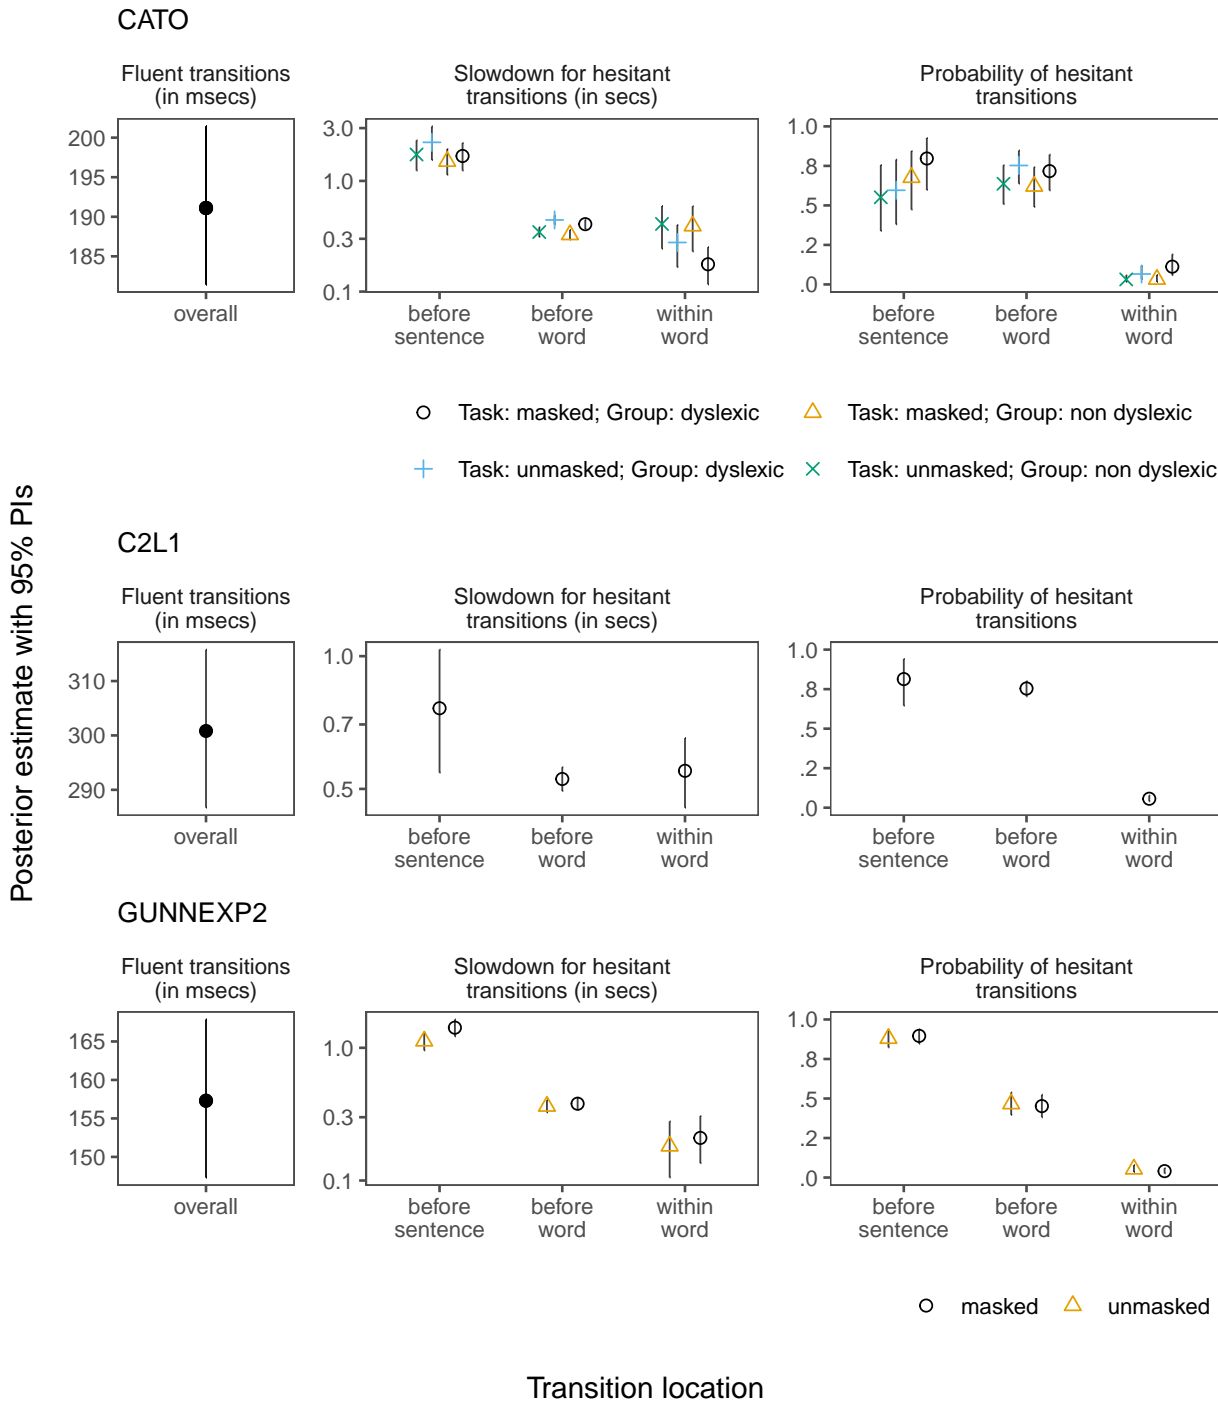 CATO
Fluent transitions
(in msecs)
Slowdown for hesitant
transitions (in secs)
Probability of hesitant
transitions
200
195
190
185
overall
3.0
1.0
0.3
0.1
before
sentence
before
word
within
word
1.0
.8
.5
.2
.0
before
sentence
before
word
within
word
Task: masked; Group: dyslexic
Task: masked; Group: non dyslexic
Task: unmasked; Group: dyslexic
Task: unmasked; Group: non dyslexic
Posterior estimate with 95% PIs
C2L1
Fluent transitions
(in msecs)
Slowdown for hesitant
transitions (in secs)
Probability of hesitant
transitions
310
300
290
overall
1.0
0.7
0.5
before
sentence
before
word
within
word
1.0
.8
.5
.2
.0
before
sentence
before
word
within
word
GUNNEXP2
Fluent transitions
(in msecs)
Slowdown for hesitant
transitions (in secs)
Probability of hesitant
transitions
165
160
155
150
overall
1.0
0.3
0.1
before
sentence
before
word
within
word
1.0
.8
.5
.2
.0
before
sentence
before
word
within
word
masked
unmasked
Transition location